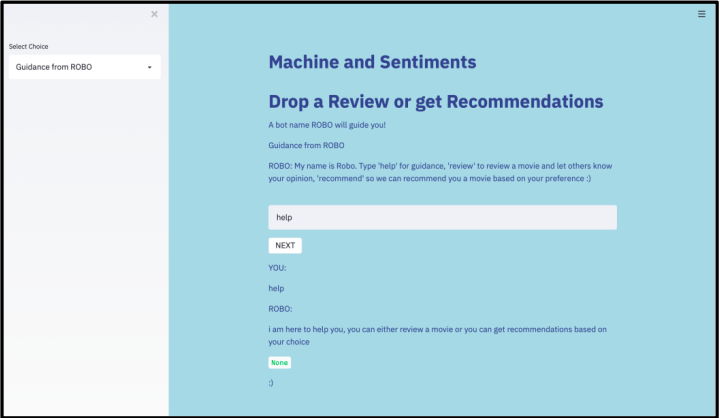 Select Choice
Guidance from ROBO
Machine and Sentiments
Drop a Review or get Recommendations
A bot name ROBO will guide you!
Guidance from ROBO
ROBO: My name is Robo. Type 'help' for guidance, 'review' to review a movie and let others know
your opinion, 'recommend' so we can recommend you a movie based on your preference :)
help
NEXT
YOU:
help
ROBO:
i am here to help you, you can either review a movie or you can get recommendations based on
your choice
None
:)